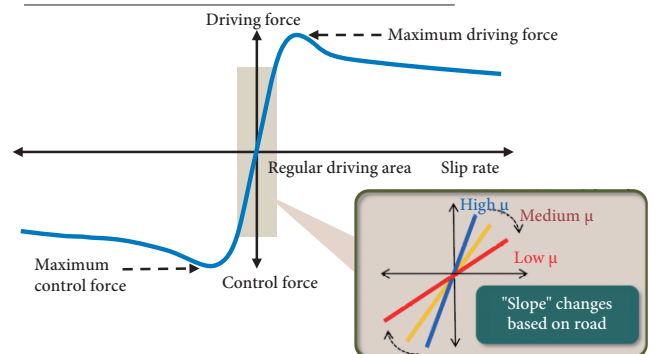 Driving force
Maximum driving force
Regular driving area
Slip rate
Maximum
control force
Control force
High μ
Medium μ
Low μ
"Slope" changes
based on road